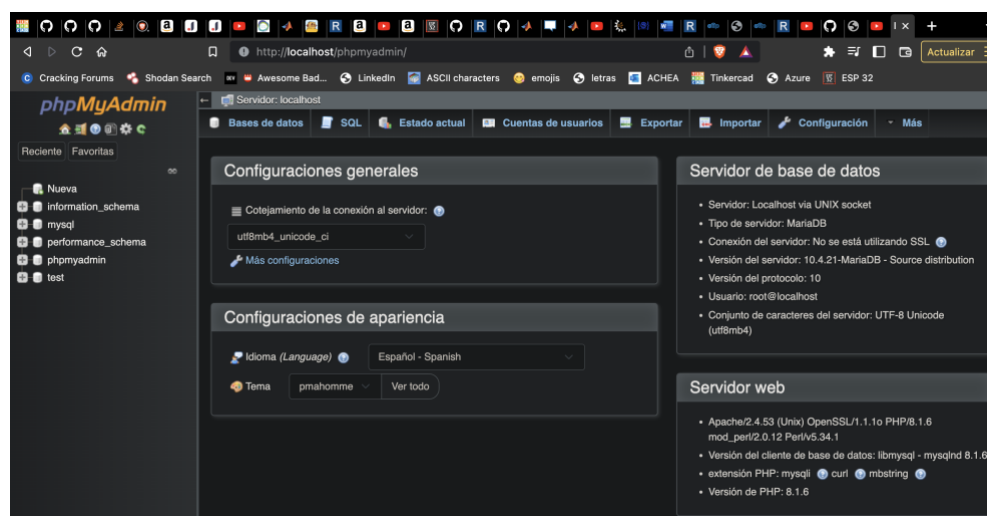 http://localhost/phpmyadmin/
Actualizar
Cracking Forums
Shodan Search
Awesome Bad...
LinkedIn
ASCII characters
emojis
letras
ACHEA
Tinkercad
Azure
ESP 32
phpMyAdmin
Reciente Favoritas
Nueva
information_schema
mysql
performance_schema
phpmyadmin
test
Servidor: localhost
Bases de datos
SQL
Estado actual
Cuentas de usuarios
Exportar
Importar
Configuración
Más
Configuraciones generales
Cotejamiento de la conexión al servidor:
utf8mb4_unicode_ci
Más configuraciones
Configuraciones de apariencia
Idioma (Language)
Español - Spanish
Tema
pmahomme
Ver todo
Servidor de base de datos
• Servidor: Localhost via UNIX socket
• Tipo de servidor: MariaDB
• Conexión del servidor: No se está utilizando SSL
• Versión del servidor: 10.4.21-MariaDB - Source distribution
• Versión del protocolo: 10
• Usuario: root@localhost
• Conjunto de caracteres del servidor: UTF-8 Unicode
(utf8mb4)
Servidor web
• Apache/2.4.53 (Unix) OpenSSL/1.1.1o PHP/8.1.6
mod_perl/2.0.12 Perl/v5.34.1
• Versión del cliente de base de datos: libmysql - mysqlnd 8.1.6
• extensión PHP: mysqli curl mbstring
• Versión de PHP: 8.1.6